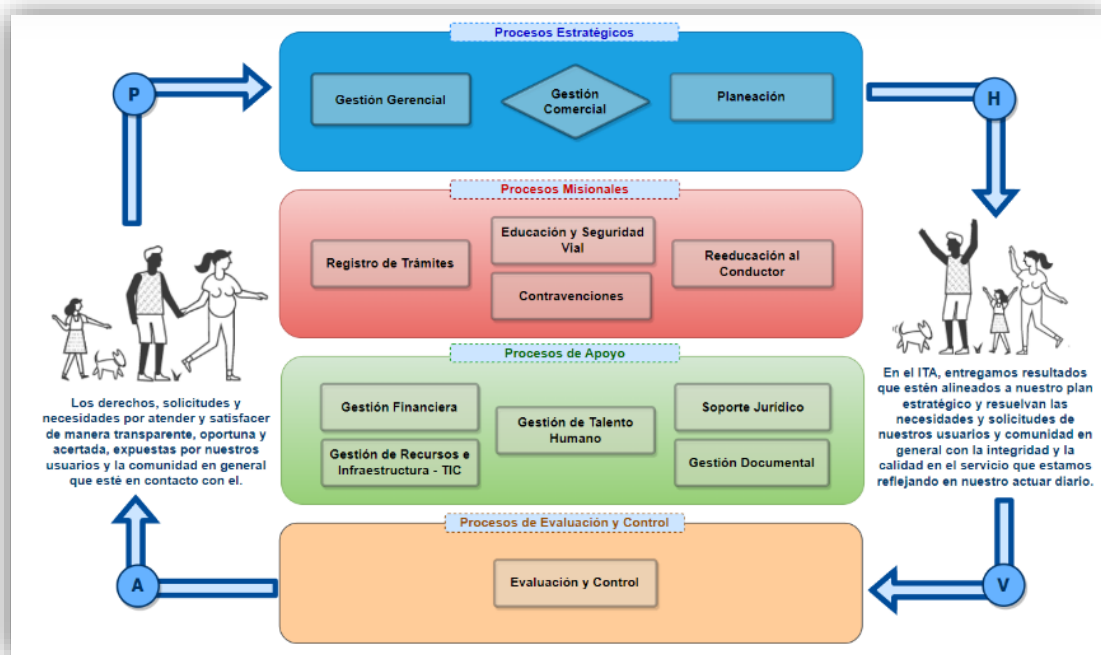 Procesos Estratégicos
P
Gestión Gerencial
Gestión
Comercial
Planeación
H
Procesos Misionales
Registro de Trámites
Educación y Seguridad
Vial
Contravenciones
Reeducación al
Conductor
Procesos de Apoyo
Gestión Financiera
Gestión de Recursos e
Infraestructura - TIC
Gestión de Talento
Humano
Soporte Jurídico
Gestión Documental
Los derechos, solicitudes y
necesidades por atender y satisfacer
de manera transparente, oportuna y
acertada, expuestas por nuestros
usuarios y la comunidad en general
que esté en contacto con el.
En el ITA, entregamos resultados
que estén alineados a nuestro plan
estratégico y resuelvan las
necesidades y solicitudes de
nuestros usuarios y comunidad en
general con la integridad y la
calidad en el servicio que estamos
reflejando en nuestro actuar diario.
Procesos de Evaluación y Control
A
Evaluación y Control
V